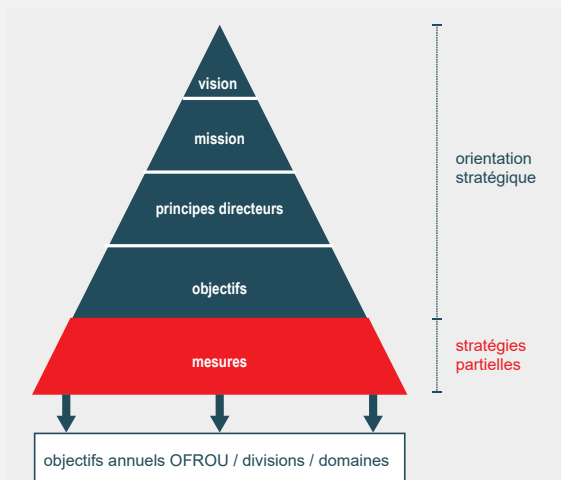 vision
mission
principes directeurs
objectifs
mesures
orientation
stratégique
stratégies
partielles
objectifs annuels OFROU / divisions / domaines